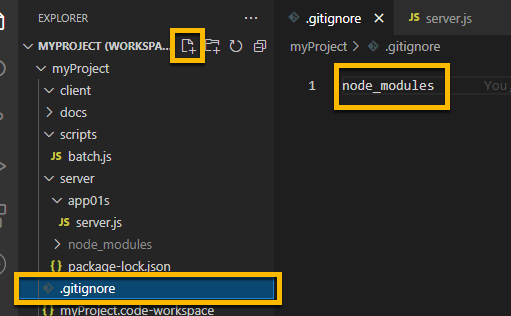 EXPLORER
MYPROJECT (WORKSPA...
myProject
client
docs
scripts
JS batch.js
server
app01s
JS server.js
node_modules
{} package-lock.json
.gitignore
{} myProject.code-workspace
.gitignore
JS server.js
myProject > .gitignore
1 node_modules You,